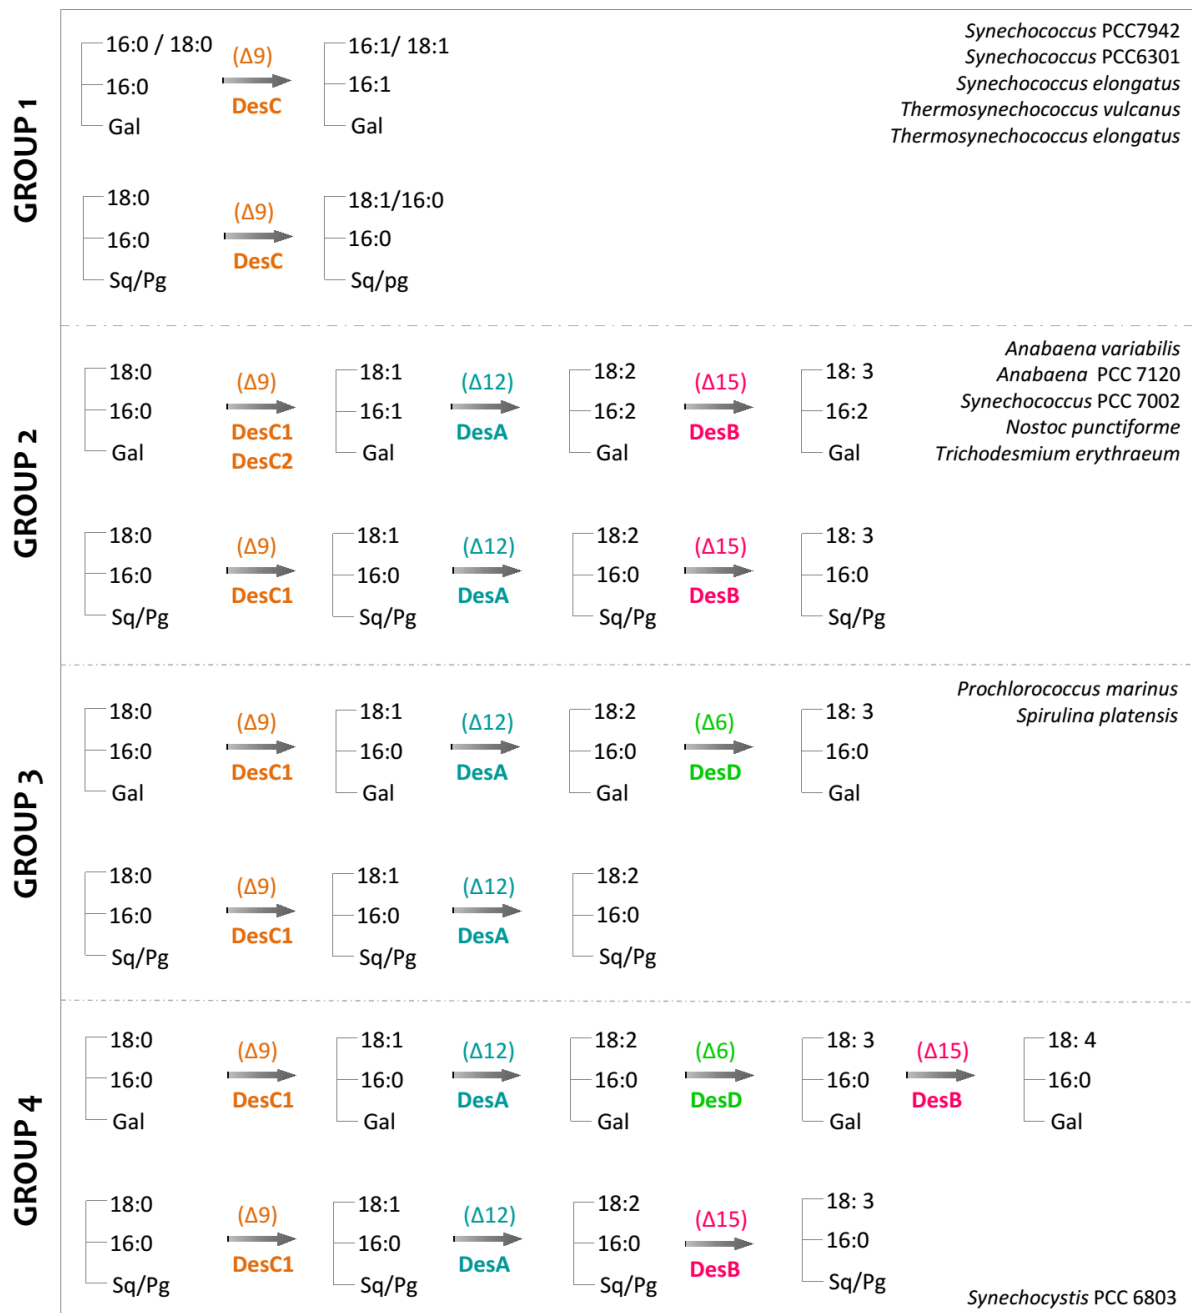 GROUP 1
16:0 / 18:0
16:0
Gal
(Δ9)
DesC
16:1/ 18:1
16:1
Gal
Synechococcus PCC7942
Synechococcus PCC6301
Synechococcus elongatus
Thermosynechococcus vulcanus
Thermosynechococcus elongatus
18:0
16:0
Sq/Pg
(Δ9)
DesC
18:1/16:0
16:0
Sq/pg
GROUP 2
18:0
16:0
Gal
(Δ9)
DesC1
DesC2
18:1
16:1
Gal
(Δ12)
DesA
18:2
16:2
Gal
(Δ15)
DesB
18: 3
16:2
Gal
Anabaena variabilis
Anabaena PCC 7120
Synechococcus PCC 7002
Nostoc punctiforme
Trichodesmium erythraeum
18:0
16:0
Sq/Pg
(Δ9)
DesC1
18:1
16:0
Sq/Pg
(Δ12)
DesA
18:2
16:0
Sq/Pg
(Δ15)
DesB
18: 3
16:0
Sq/Pg
GROUP 3
18:0
16:0
Gal
(Δ9)
DesC1
18:1
16:0
Gal
(Δ12)
DesA
18:2
16:0
Gal
(Δ6)
DesD
18: 3
16:0
Gal
Prochlorococcus marinus
Spirulina platensis
18:0
16:0
Sq/Pg
(Δ9)
DesC1
18:1
16:0
Sq/Pg
(Δ12)
DesA
18:2
16:0
Sq/Pg
GROUP 4
18:0
16:0
Gal
(Δ9)
DesC1
18:1
16:0
Gal
(Δ12)
DesA
18:2
16:0
Gal
(Δ6)
DesD
18: 3
16:0
Gal
(Δ15)
DesB
18: 4
16:0
Gal
18:0
16:0
Sq/Pg
(Δ9)
DesC1
18:1
16:0
Sq/Pg
(Δ12)
DesA
18:2
16:0
Sq/Pg
(Δ15)
DesB
18: 3
16:0
Sq/Pg
Synechocystis PCC 6803